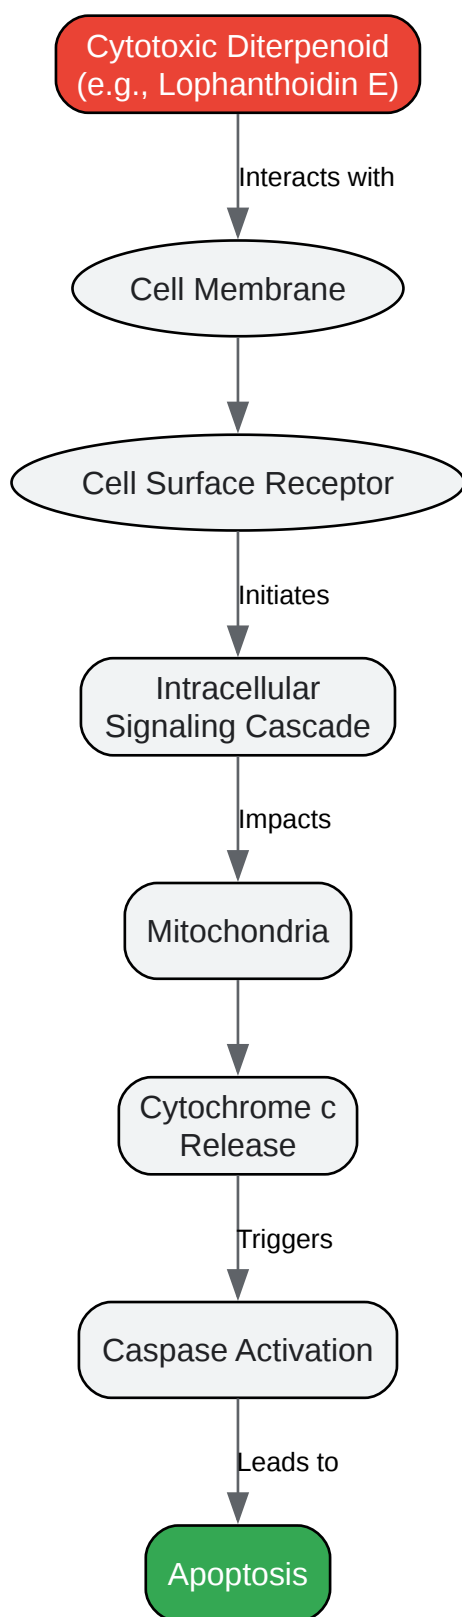 Cytotoxic Diterpenoid
(e.g., Lophanthoidin E)
Interacts with
Cell Membrane
Cell Surface Receptor
Initiates
Intracellular
Signaling Cascade
Impacts
Mitochondria
Cytochrome c
Release
Triggers
Caspase Activation
Leads to
Apoptosis